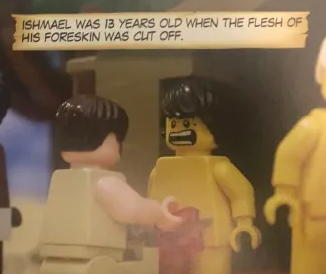 ISHMAEL WAS 13 YEARS OLD WHEN THE FLESH OF
HIS FORESKIN WAS CUT OFF.